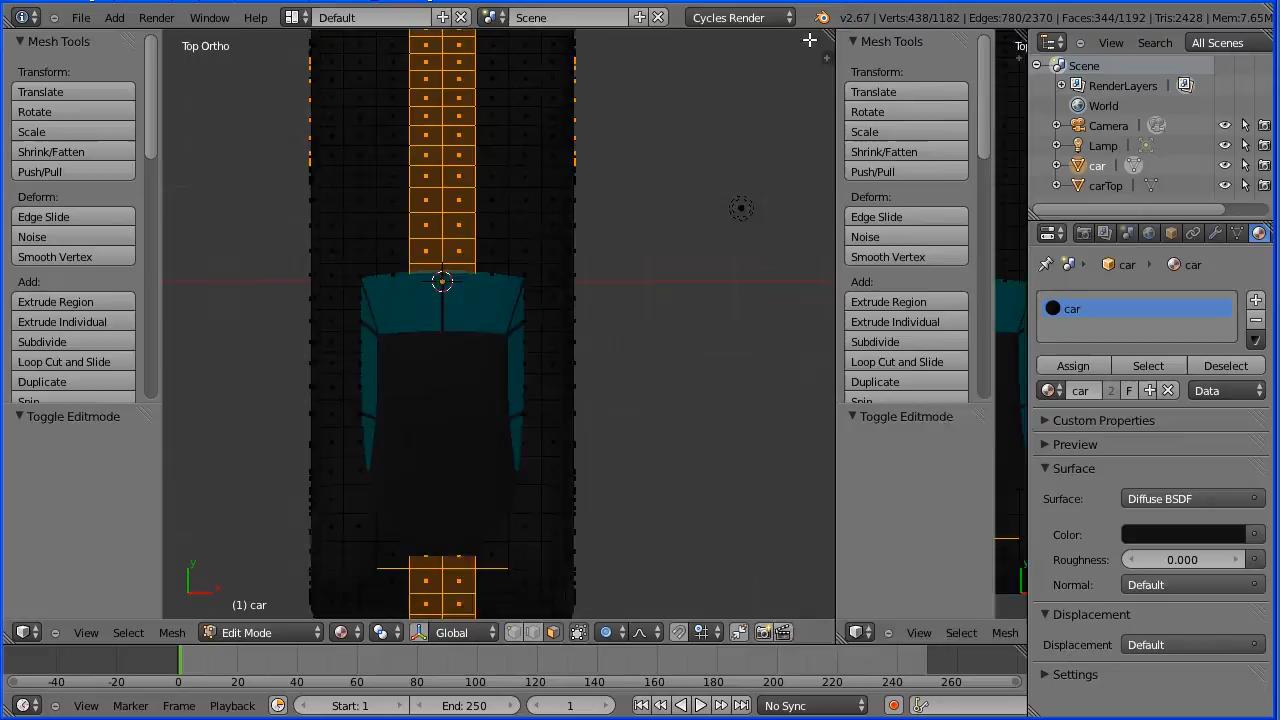 File Add Render Window Help Default Scene Cycles Render v2.67 | Verts:438/1182 | Edges:780/2370 | Faces:344/1192 | Tris:2428 | Mem:7.65M
Mesh Tools
Transform:
Translate
Rotate
Scale
Shrink/Fatten
Push/Pull
Deform:
Edge Slide
Noise
Smooth Vertex
Add:
Extrude Region
Extrude Individual
Subdivide
Loop Cut and Slide
Duplicate
Toggle Editmode
Top Ortho
y
x
(1) car
View Select Mesh Edit Mode Global
Mesh Tools
Transform:
Translate
Rotate
Scale
Shrink/Fatten
Push/Pull
Deform:
Edge Slide
Noise
Smooth Vertex
Add:
Extrude Region
Extrude Individual
Subdivide
Loop Cut and Slide
Duplicate
Toggle Editmode
View Select Mesh
View Search All Scenes
Scene
RenderLayers
World
Camera
Lamp
car
carTop
car car
car
Assign Select Deselect
car 2 F Data
Custom Properties
Preview
Surface
Surface: Diffuse BSDF
Color:
Roughness: 0.000
Normal: Default
Displacement
Displacement Default
Settings
-40 -20 0 20 40 60 80 100 120 140 160 180 200 220 240 260
View Marker Frame Playback Start: 1 End: 250 1 No Sync